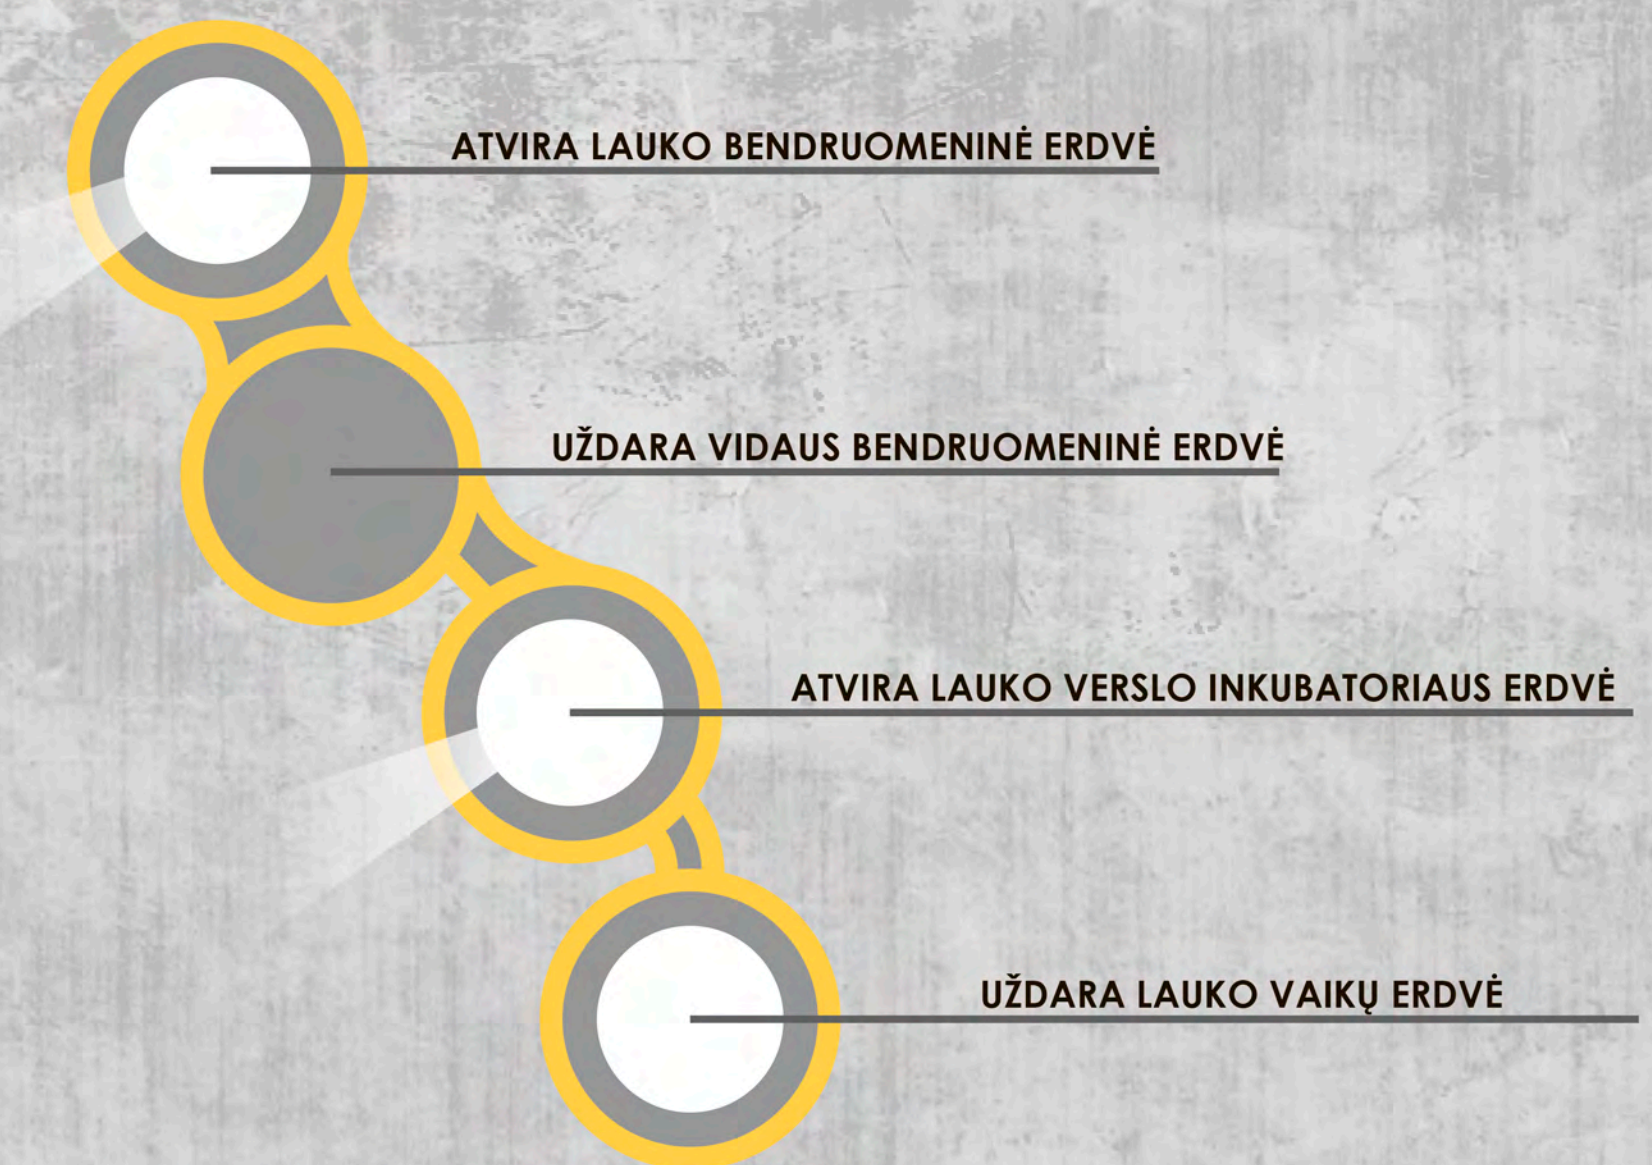 ATVIRA LAUKO BENDRUOMENINĖ ERDVĖ
UŽDARA VIDAUS BENDRUOMENINĖ ERDVĖ
ATVIRA LAUKO VERSLO INKUBATORIAUS ERDVĖ
UŽDARA LAUKO VAIKŲ ERDVĖ